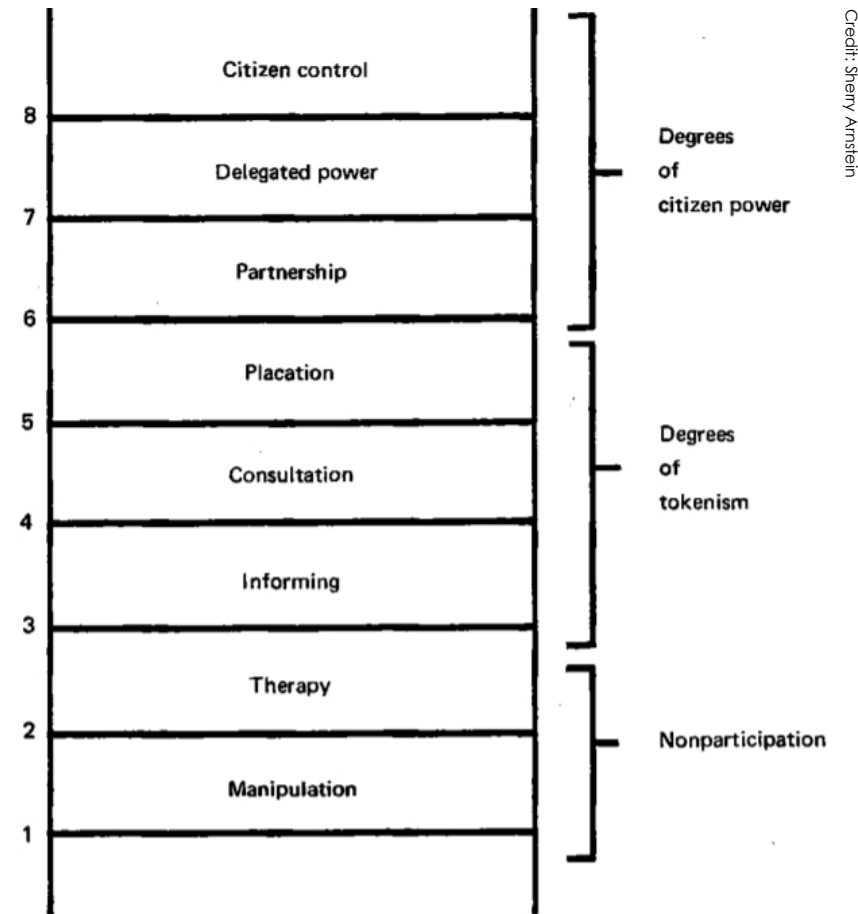 Citizen control
8
Delegated power
7
Partnership
6
Placation
5
Consultation
4
Informing
3
Therapy
2
Manipulation
1
Degrees
of
citizen power
Degrees
of
tokenism
Nonparticipation
Credit: Sherry Arnstein